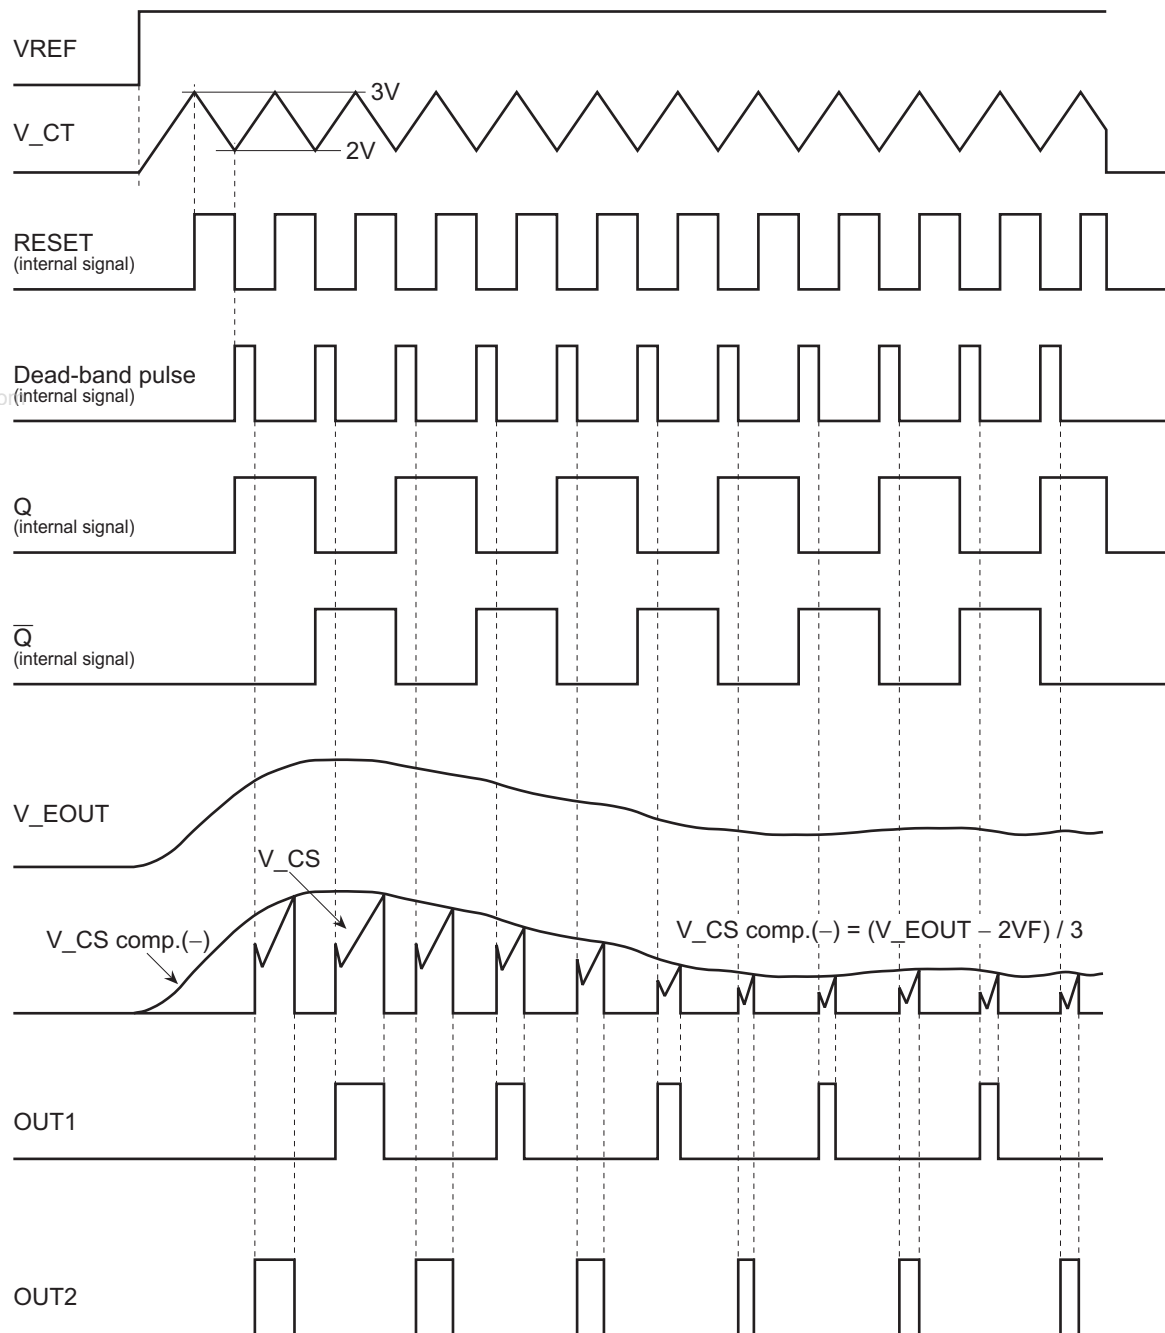 VREF
3V
V_CT
2V
RESET
(internal signal)
Dead-band pulse
(internal signal)
Q
(internal signal)
Q̅
(internal signal)
V_EOUT
V_CS
V_CS comp.(–)
V_CS comp.(–) = (V_EOUT – 2VF) / 3
OUT1
OUT2